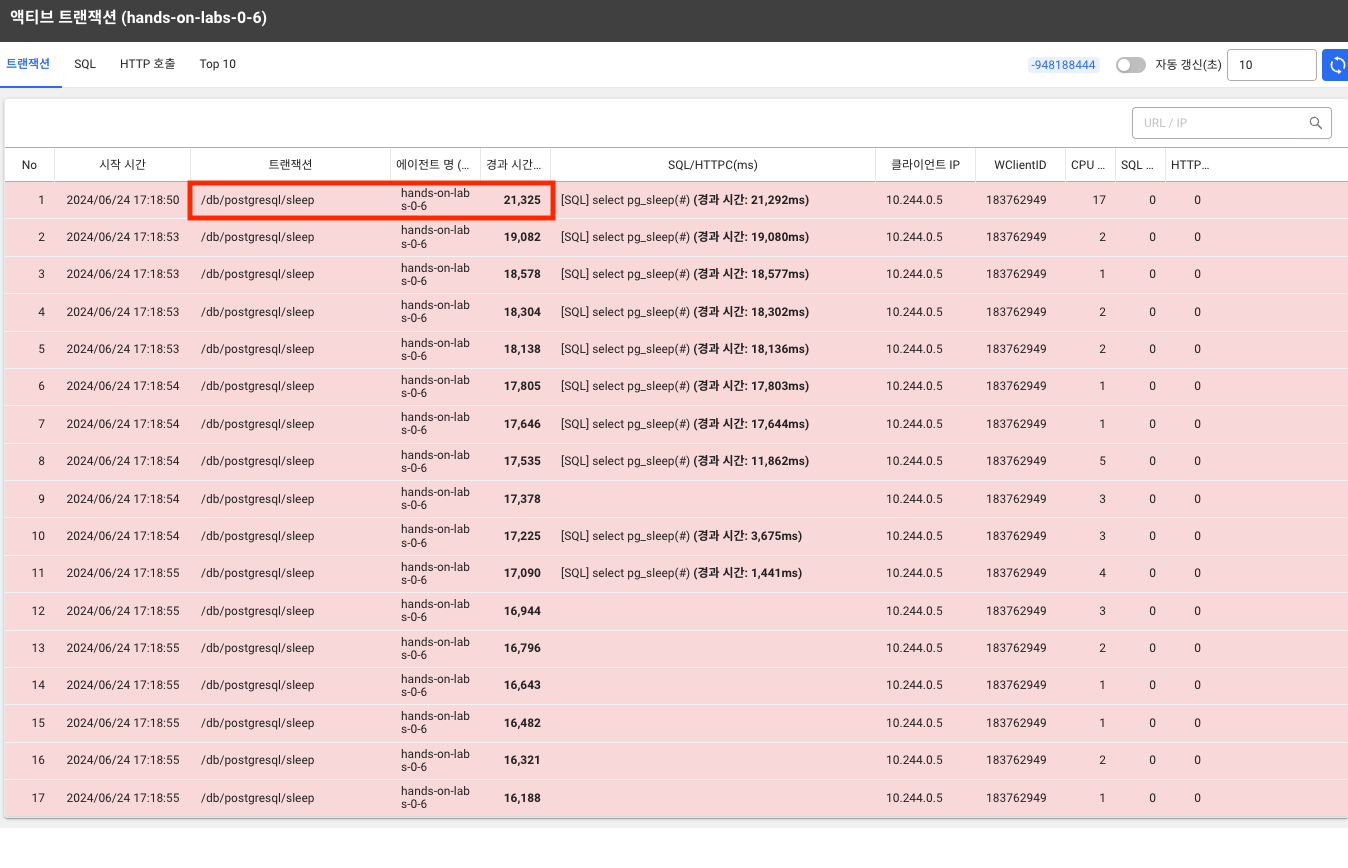 액티브 트랜잭션 (hands-on-labs-0-6)
트랜잭션 SQL HTTP 호출 Top 10 -948188444 자동 갱신(초) 10
URL / IP
No 시작 시간 트랜잭션 에이전트 명 (... 경과 시간... SQL/HTTPC(ms) 클라이언트 IP WClientID CPU ... SQL ... HTTP...
1 2024/06/24 17:18:50 /db/postgresql/sleep hands-on-labs-0-6 21,325 [SQL] select pg_sleep(#) (경과 시간: 21,292ms) 10.244.0.5 183762949 17 0 0
2 2024/06/24 17:18:53 /db/postgresql/sleep hands-on-labs-0-6 19,082 [SQL] select pg_sleep(#) (경과 시간: 19,080ms) 10.244.0.5 183762949 2 0 0
3 2024/06/24 17:18:53 /db/postgresql/sleep hands-on-labs-0-6 18,578 [SQL] select pg_sleep(#) (경과 시간: 18,577ms) 10.244.0.5 183762949 1 0 0
4 2024/06/24 17:18:53 /db/postgresql/sleep hands-on-labs-0-6 18,304 [SQL] select pg_sleep(#) (경과 시간: 18,302ms) 10.244.0.5 183762949 2 0 0
5 2024/06/24 17:18:53 /db/postgresql/sleep hands-on-labs-0-6 18,138 [SQL] select pg_sleep(#) (경과 시간: 18,136ms) 10.244.0.5 183762949 2 0 0
6 2024/06/24 17:18:54 /db/postgresql/sleep hands-on-labs-0-6 17,805 [SQL] select pg_sleep(#) (경과 시간: 17,803ms) 10.244.0.5 183762949 1 0 0
7 2024/06/24 17:18:54 /db/postgresql/sleep hands-on-labs-0-6 17,646 [SQL] select pg_sleep(#) (경과 시간: 17,644ms) 10.244.0.5 183762949 1 0 0
8 2024/06/24 17:18:54 /db/postgresql/sleep hands-on-labs-0-6 17,535 [SQL] select pg_sleep(#) (경과 시간: 11,862ms) 10.244.0.5 183762949 5 0 0
9 2024/06/24 17:18:54 /db/postgresql/sleep hands-on-labs-0-6 17,378 10.244.0.5 183762949 3 0 0
10 2024/06/24 17:18:54 /db/postgresql/sleep hands-on-labs-0-6 17,225 [SQL] select pg_sleep(#) (경과 시간: 3,675ms) 10.244.0.5 183762949 3 0 0
11 2024/06/24 17:18:55 /db/postgresql/sleep hands-on-labs-0-6 17,090 [SQL] select pg_sleep(#) (경과 시간: 1,441ms) 10.244.0.5 183762949 4 0 0
12 2024/06/24 17:18:55 /db/postgresql/sleep hands-on-labs-0-6 16,944 10.244.0.5 183762949 3 0 0
13 2024/06/24 17:18:55 /db/postgresql/sleep hands-on-labs-0-6 16,796 10.244.0.5 183762949 2 0 0
14 2024/06/24 17:18:55 /db/postgresql/sleep hands-on-labs-0-6 16,643 10.244.0.5 183762949 1 0 0
15 2024/06/24 17:18:55 /db/postgresql/sleep hands-on-labs-0-6 16,482 10.244.0.5 183762949 1 0 0
16 2024/06/24 17:18:55 /db/postgresql/sleep hands-on-labs-0-6 16,321 10.244.0.5 183762949 2 0 0
17 2024/06/24 17:18:55 /db/postgresql/sleep hands-on-labs-0-6 16,188 10.244.0.5 183762949 1 0 0